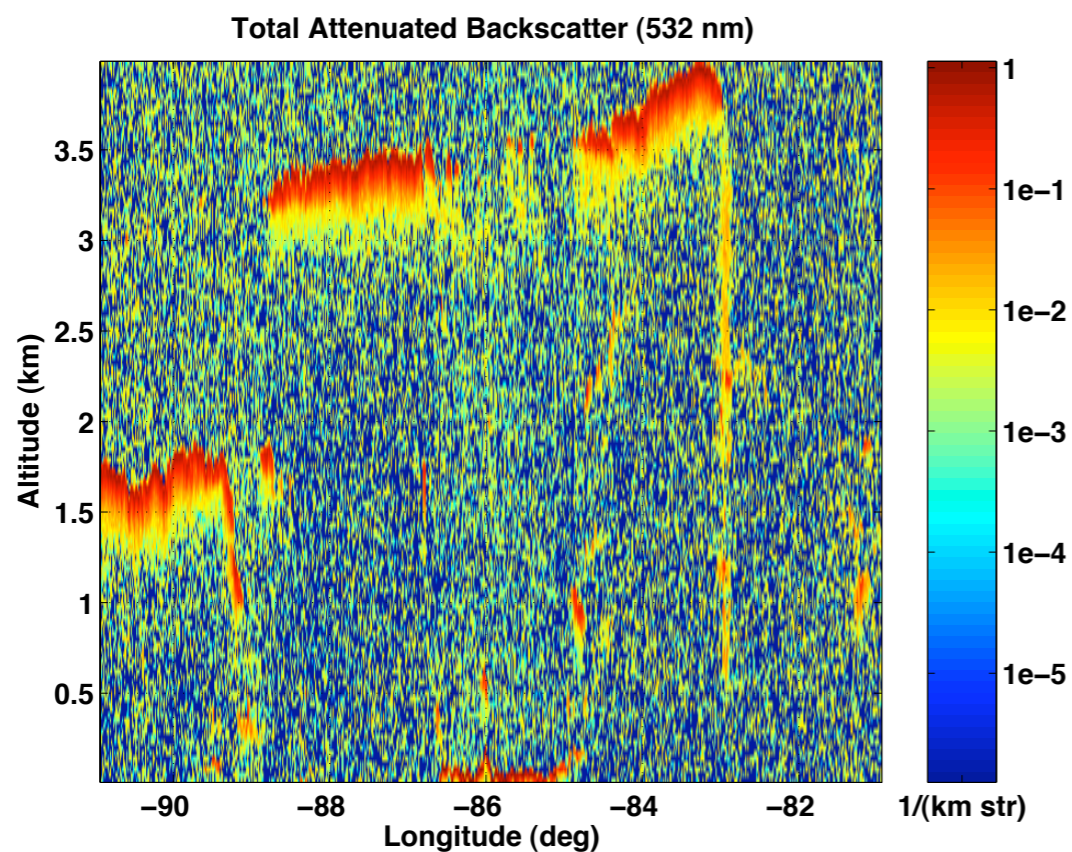 Total Attenuated Backscatter (532 nm)
3.5
3
2.5
2
1.5
1
0.5
Altitude (km)
−90
−88
−86
−84
−82
Longitude (deg)
1
1e−1
1e−2
1e−3
1e−4
1e−5
1/(km str)